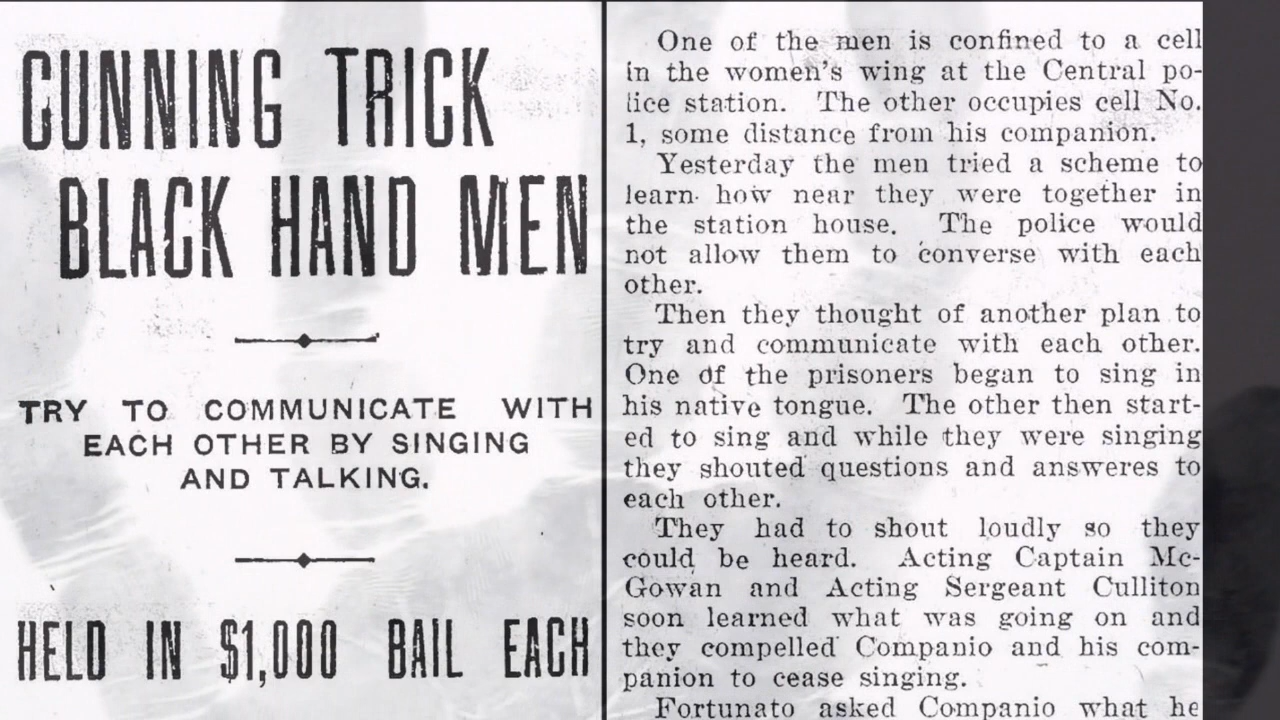 CUNNING TRICK
BLACK HAND MEN
TRY TO COMMUNICATE WITH
EACH OTHER BY SINGING
AND TALKING.
HELD IN $1,000 BAIL EACH
One of the men is confined to a cell
in the women's wing at the Central po-
lice station. The other occupies cell No.
1, some distance from his companion.
Yesterday the men tried a scheme to
learn how near they were together in
the station house. The police would
not allow them to converse with each
other.
Then they thought of another plan to
try and communicate with each other.
One of the prisoners began to sing in
his native tongue. The other then start-
ed to sing and while they were singing
they shouted questions and answeres to
each other.
They had to shout loudly so they
could be heard. Acting Captain Mc-
Gowan and Acting Sergeant Culliton
soon learned what was going on and
they compelled Companio and his com-
panion to cease singing.
Fortunato asked Companio what he